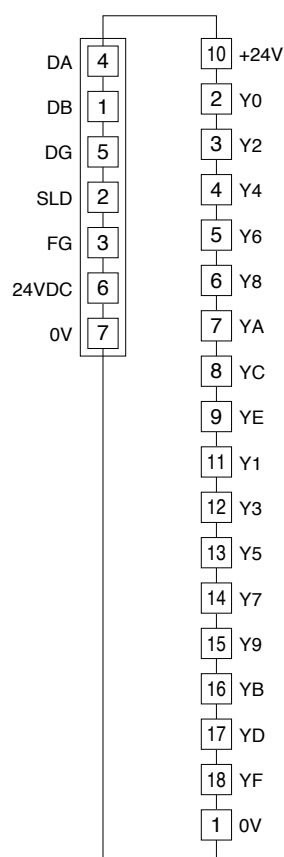 DA 4
DB 1
DG 5
SLD 2
FG 3
24VDC 6
0V 7
10 +24V
2 Y0
3 Y2
4 Y4
5 Y6
6 Y8
7 YA
8 YC
9 YE
11 Y1
12 Y3
13 Y5
14 Y7
15 Y9
16 YB
17 YD
18 YF
1 0V